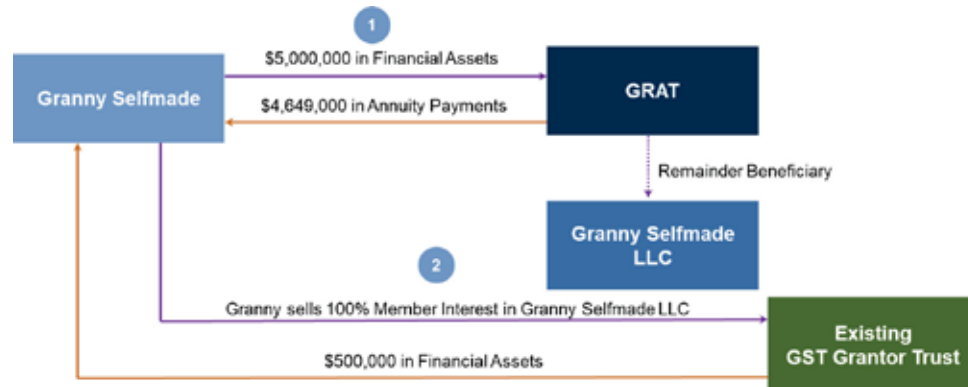 1
$5,000,000 in Financial Assets
Granny Selfmade
GRAT
$4,649,000 in Annuity Payments
Remainder Beneficiary
Granny Selfmade
LLC
2
Granny sells 100% Member Interest in Granny Selfmade LLC
Existing
GST Grantor Trust
$500,000 in Financial Assets